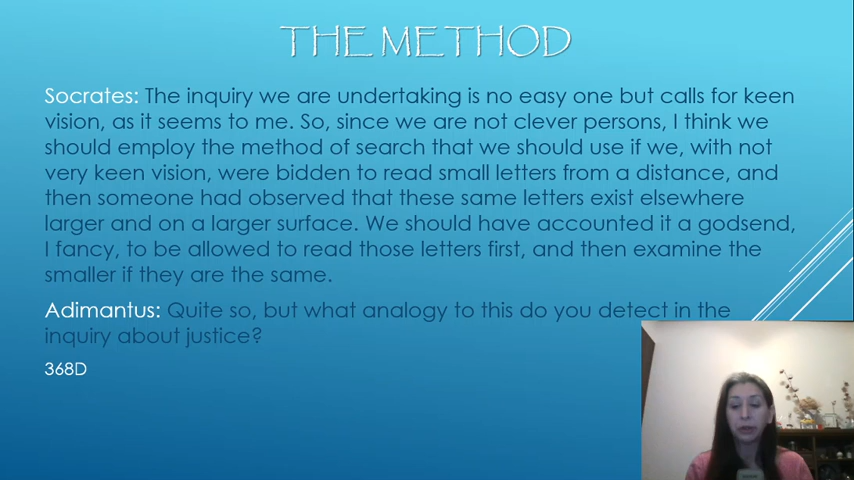 THE METHOD
Socrates: The inquiry we are undertaking is no easy one but calls for keen
vision, as it seems to me. So, since we are not clever persons, I think we
should employ the method of search that we should use if we, with not
very keen vision, were bidden to read small letters from a distance, and
then someone had observed that these same letters exist elsewhere
larger and on a larger surface. We should have accounted it a godsend,
I fancy, to be allowed to read those letters first, and then examine the
smaller if they are the same.
Adimantus: Quite so, but what analogy to this do you detect in the
inquiry about justice?
368D